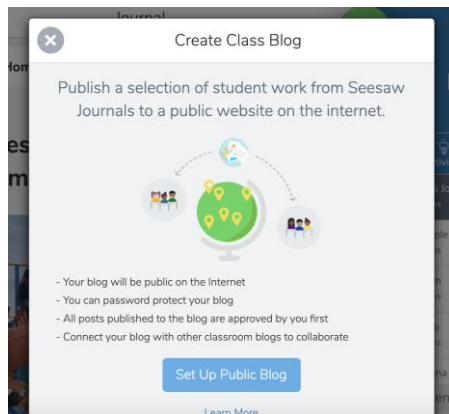 Journal
Create Class Blog
Publish a selection of student work from Seesaw
Journals to a public website on the internet.
- Your blog will be public on the Internet
- You can password protect your blog
- All posts published to the blog are approved by you first
- Connect your blog with other classroom blogs to collaborate
Set Up Public Blog
Learn More